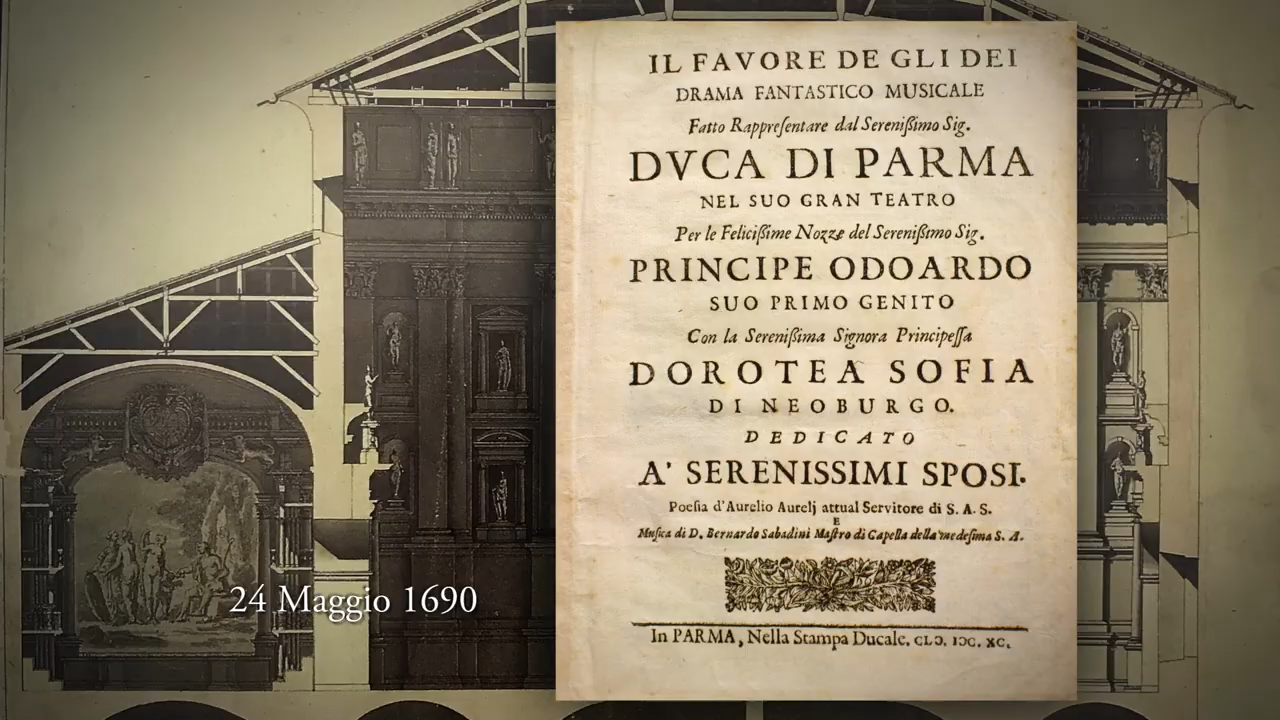 IL FAVORE DE GLI DEI
DRAMA FANTASTICO MUSICALE
Fatto Rappreſentare dal Sereniſsimo Sig.
DVCA DI PARMA
NEL SUO GRAN TEATRO
Per le Feliciſsime Nozze del Sereniſsimo Sig.
PRINCIPE ODOARDO
SUO PRIMO GENITO
Con la Sereniſsima Signora Principeſſa
DOROTEA SOFIA
DI NEOBURGO.
DEDICATO
A' SERENISSIMI SPOSI.
Poeſia d'Aurelio Aurelj attual Servitore di S. A. S.
E
Muſica di D. Bernardo Sabadini Maſtro di Capella della medeſima S. A.
In PARMA, Nella Stampa Ducale, CIↃ. IↃC. XC.
24 Maggio 1690